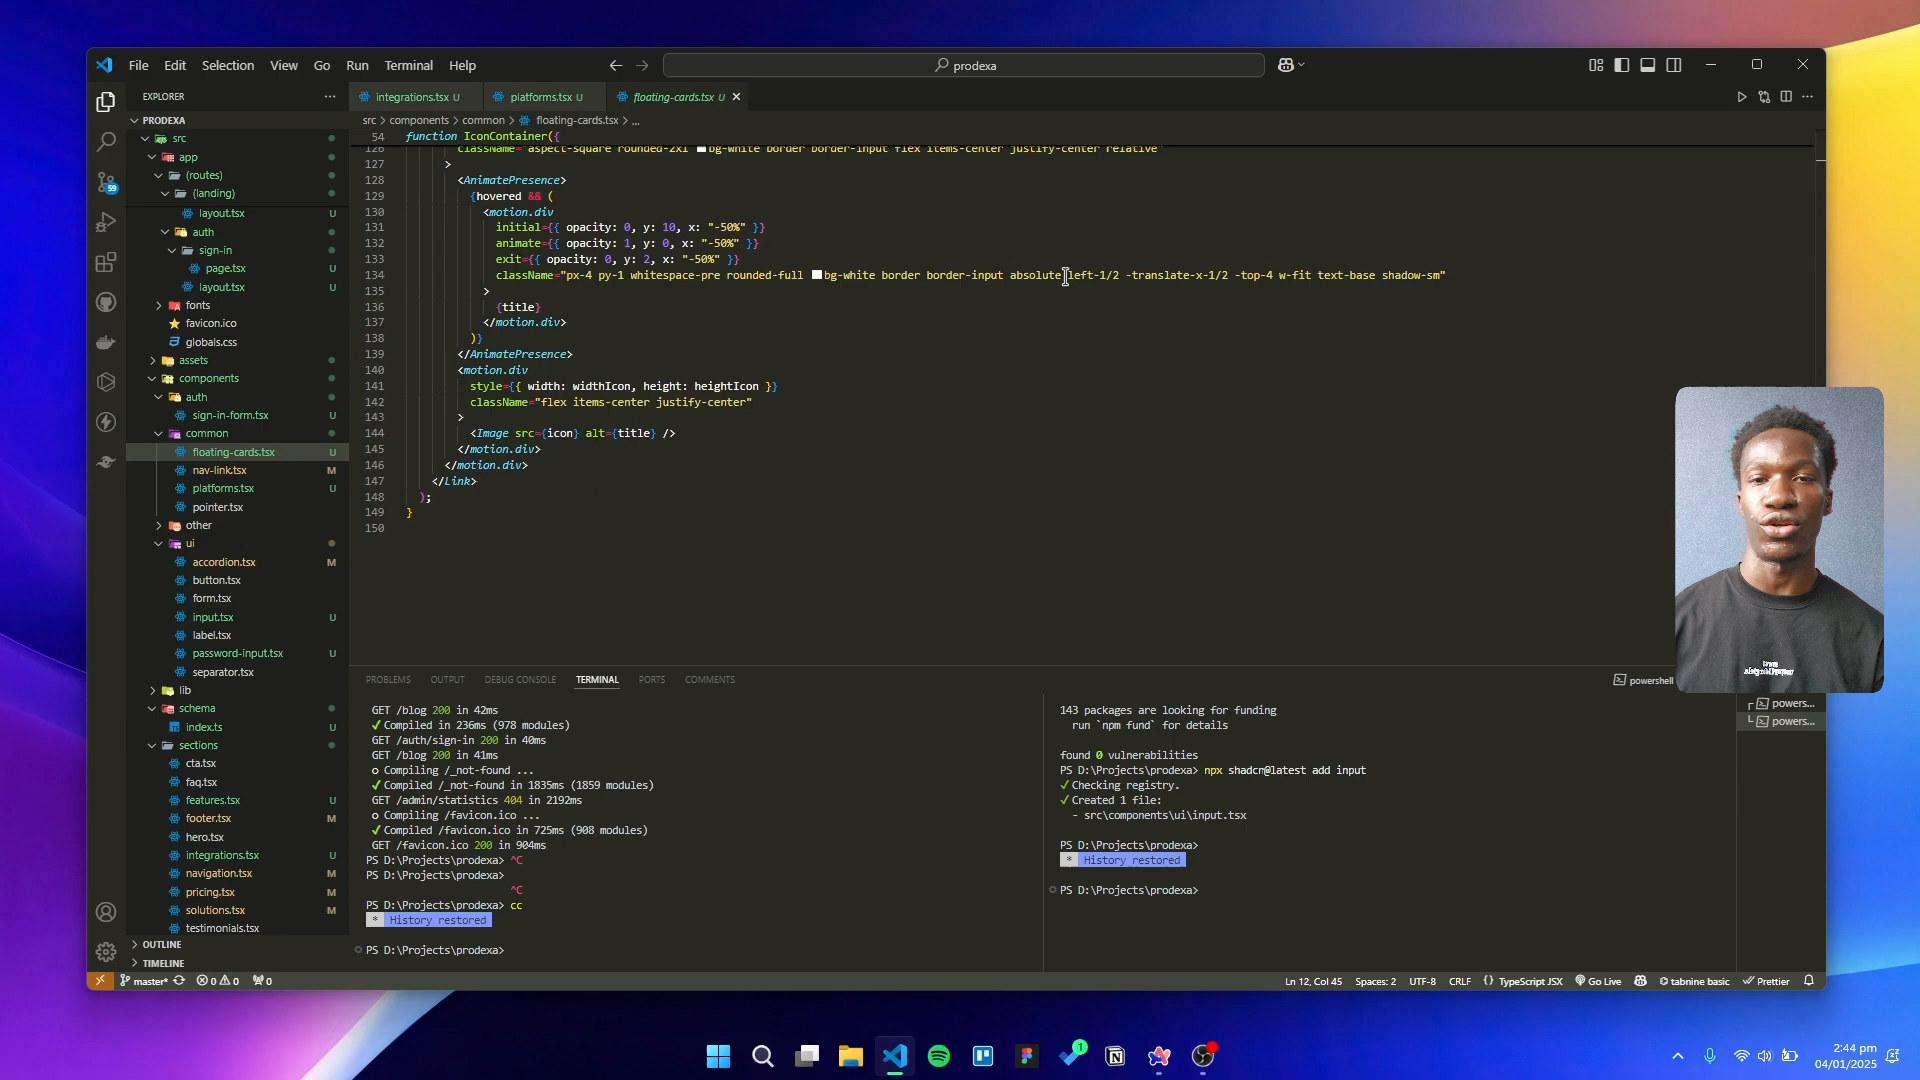 File Edit Selection View Go Run Terminal Help
prodexa
EXPLORER
PRODEXA
src
app
(routes)
(landing)
layout.tsx U
auth
sign-in
page.tsx U
layout.tsx U
fonts
favicon.ico
globals.css
assets
components
auth
sign-in-form.tsx U
common
floating-cards.tsx U
nav-link.tsx M
platforms.tsx U
pointer.tsx
other
ui
accordion.tsx M
button.tsx
form.tsx
input.tsx U
label.tsx
password-input.tsx U
separator.tsx
lib
schema
index.ts U
sections
cta.tsx
faq.tsx
features.tsx U
footer.tsx M
hero.tsx
integrations.tsx U
navigation.tsx M
pricing.tsx M
solutions.tsx M
testimonials.tsx
OUTLINE
TIMELINE
59
integrations.tsx U platforms.tsx U floating-cards.tsx U
src > components > common > floating-cards.tsx > ...
54 function IconContainer({
126 className="aspect-square rounded-2xl bg-white border border-input flex items-center justify-center relative"
127 >
128 <AnimatePresence>
129 {hovered && (
130 <motion.div
131 initial={{ opacity: 0, y: 10, x: "-50%" }}
132 animate={{ opacity: 1, y: 0, x: "-50%" }}
133 exit={{ opacity: 0, y: 2, x: "-50%" }}
134 className="px-4 py-1 whitespace-pre rounded-full bg-white border border-input absolute left-1/2 -translate-x-1/2 -top-4 w-fit text-base shadow-sm"
135 >
136 {title}
137 </motion.div>
138 )}
139 </AnimatePresence>
140 <motion.div
141 style={{ width: widthIcon, height: heightIcon }}
142 className="flex items-center justify-center"
143 >
144 <Image src={icon} alt={title} />
145 </motion.div>
146 </motion.div>
147 </Link>
148 );
149 }
150
PROBLEMS OUTPUT DEBUG CONSOLE TERMINAL PORTS COMMENTS
powershell
GET /blog 200 in 42ms
✓ Compiled in 236ms (978 modules)
GET /auth/sign-in 200 in 40ms
GET /blog 200 in 41ms
○ Compiling /_not-found ...
✓ Compiled /_not-found in 1835ms (1859 modules)
GET /admin/statistics 404 in 2192ms
○ Compiling /favicon.ico ...
✓ Compiled /favicon.ico in 725ms (908 modules)
GET /favicon.ico 200 in 904ms
PS D:\Projects\prodexa> ^C
PS D:\Projects\prodexa>
^C
PS D:\Projects\prodexa> cc
* History restored
PS D:\Projects\prodexa>
143 packages are looking for funding
run `npm fund` for details
found 0 vulnerabilities
PS D:\Projects\prodexa> npx shadcn@latest add input
✓ Checking registry.
✓ Created 1 file:
- src\components\ui\input.tsx
PS D:\Projects\prodexa>
* History restored
PS D:\Projects\prodexa>
powers...
powers...
master* 0 0 0 Ln 12, Col 45 Spaces: 2 UTF-8 CRLF {} TypeScript JSX Go Live tabnine basic Prettier
1
2:44 pm
04/01/2025